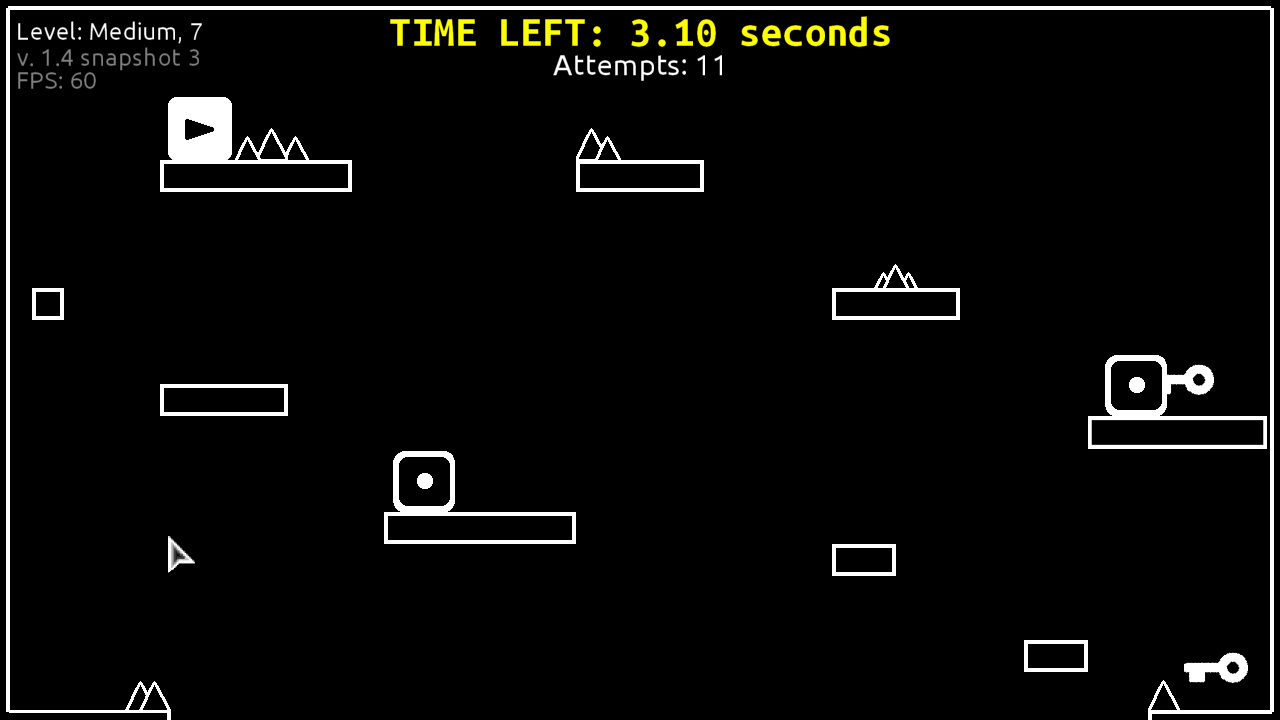 Level: Medium, 7
v. 1.4 snapshot 3
FPS: 60
TIME LEFT: 3.10 seconds
Attempts: 11